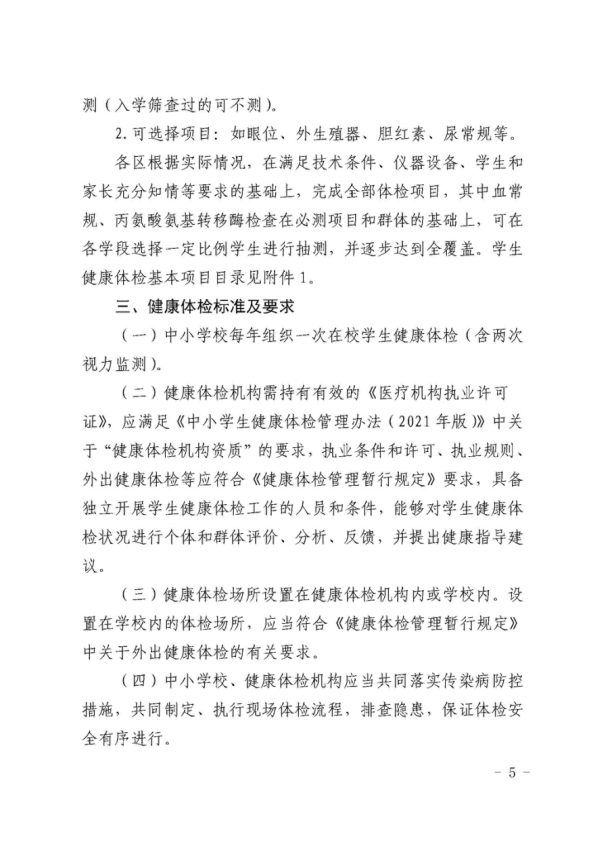 测（入学筛查过的可不测）。
2.可选择项目：如眼位、外生殖器、胆红素、尿常规等。
各区根据实际情况，在满足技术条件、仪器设备、学生和
家长充分知情等要求的基础上，完成全部体检项目，其中血常
规、丙氨酸氨基转移酶检查在必测项目和群体的基础上，可在
各学段选择一定比例学生进行抽测，并逐步达到全覆盖。学生
健康体检基本项目目录见附件1。
三、健康体检标准及要求
（一）中小学校每年组织一次在校学生健康体检（含两次
视力监测）。
（二）健康体检机构需持有有效的《医疗机构执业许可
证》，应满足《中小学生健康体检管理办法（2021年版）》中关
于“健康体检机构资质”的要求，执业条件和许可、执业规则、
外出健康体检等应符合《健康体检管理暂行规定》要求，具备
独立开展学生健康体检工作的人员和条件，能够对学生健康体
检状况进行个体和群体评价、分析、反馈，并提出健康指导建
议。
（三）健康体检场所设置在健康体检机构内或学校内。设
置在学校内的体检场所，应当符合《健康体检管理暂行规定》
中关于外出健康体检的有关要求。
（四）中小学校、健康体检机构应当共同落实传染病防控
措施，共同制定、执行现场体检流程，排查隐患，保证体检安
全有序进行。
- 5 -